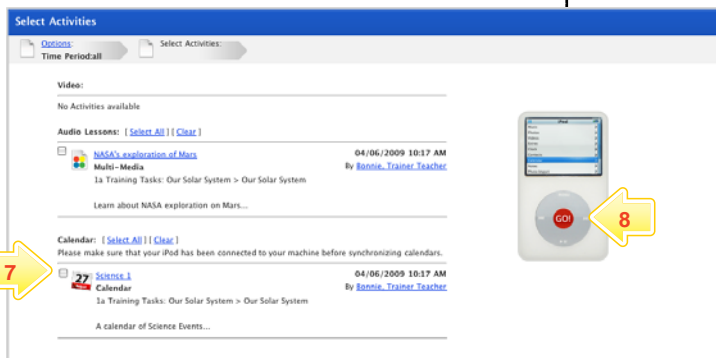 Select Activities
Options:
Time Period:all
Select Activities:
Video:
No Activities available
Audio Lessons: [ Select All ] [ Clear ]
NASA's exploration of Mars
04/06/2009 10:17 AM
Multi-Media
By Bonnie, Trainer Teacher
1a Training Tasks: Our Solar System > Our Solar System
Learn about NASA exploration on Mars...
GO!
8
Calendar: [ Select All ] [ Clear ]
Please make sure that your iPod has been connected to your machine before synchronizing calendars.
7
27
Science 1
04/06/2009 10:17 AM
Calendar
By Bonnie, Trainer Teacher
1a Training Tasks: Our Solar System > Our Solar System
A calendar of Science Events...